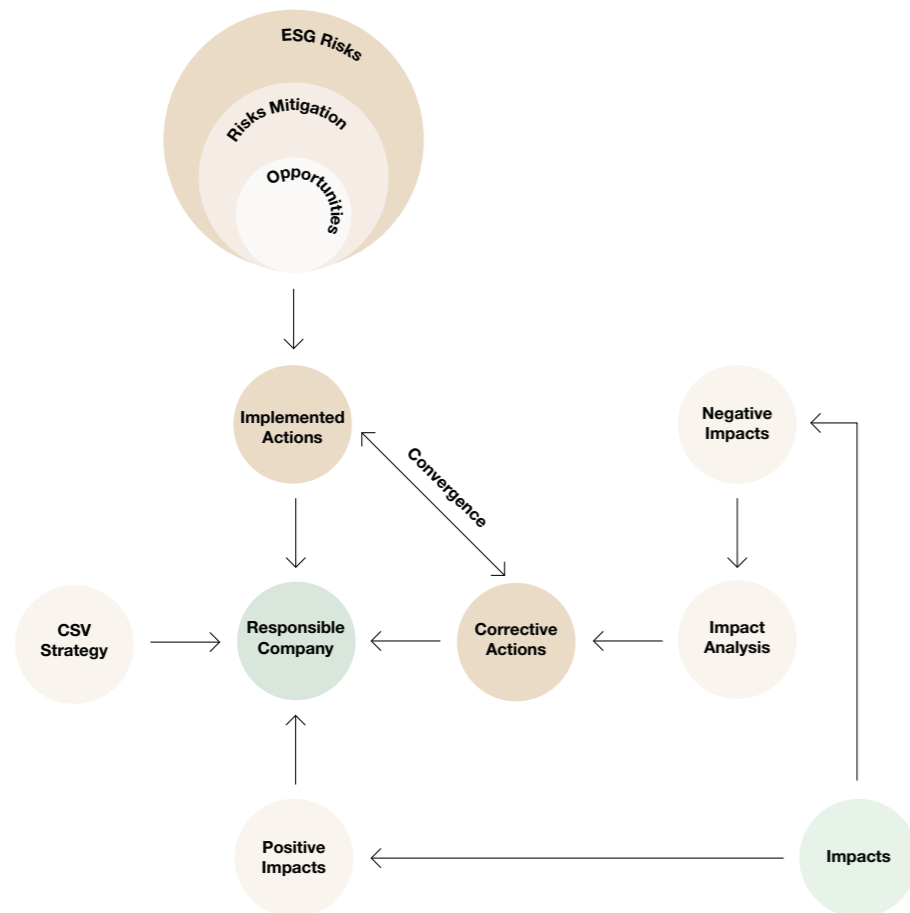 ESG Risks
Risks Mitigation
Opportunities
Implemented
Actions
Convergence
Negative
Impacts
CSV
Strategy
Responsible
Company
Corrective
Actions
Impact
Analysis
Positive
Impacts
Impacts